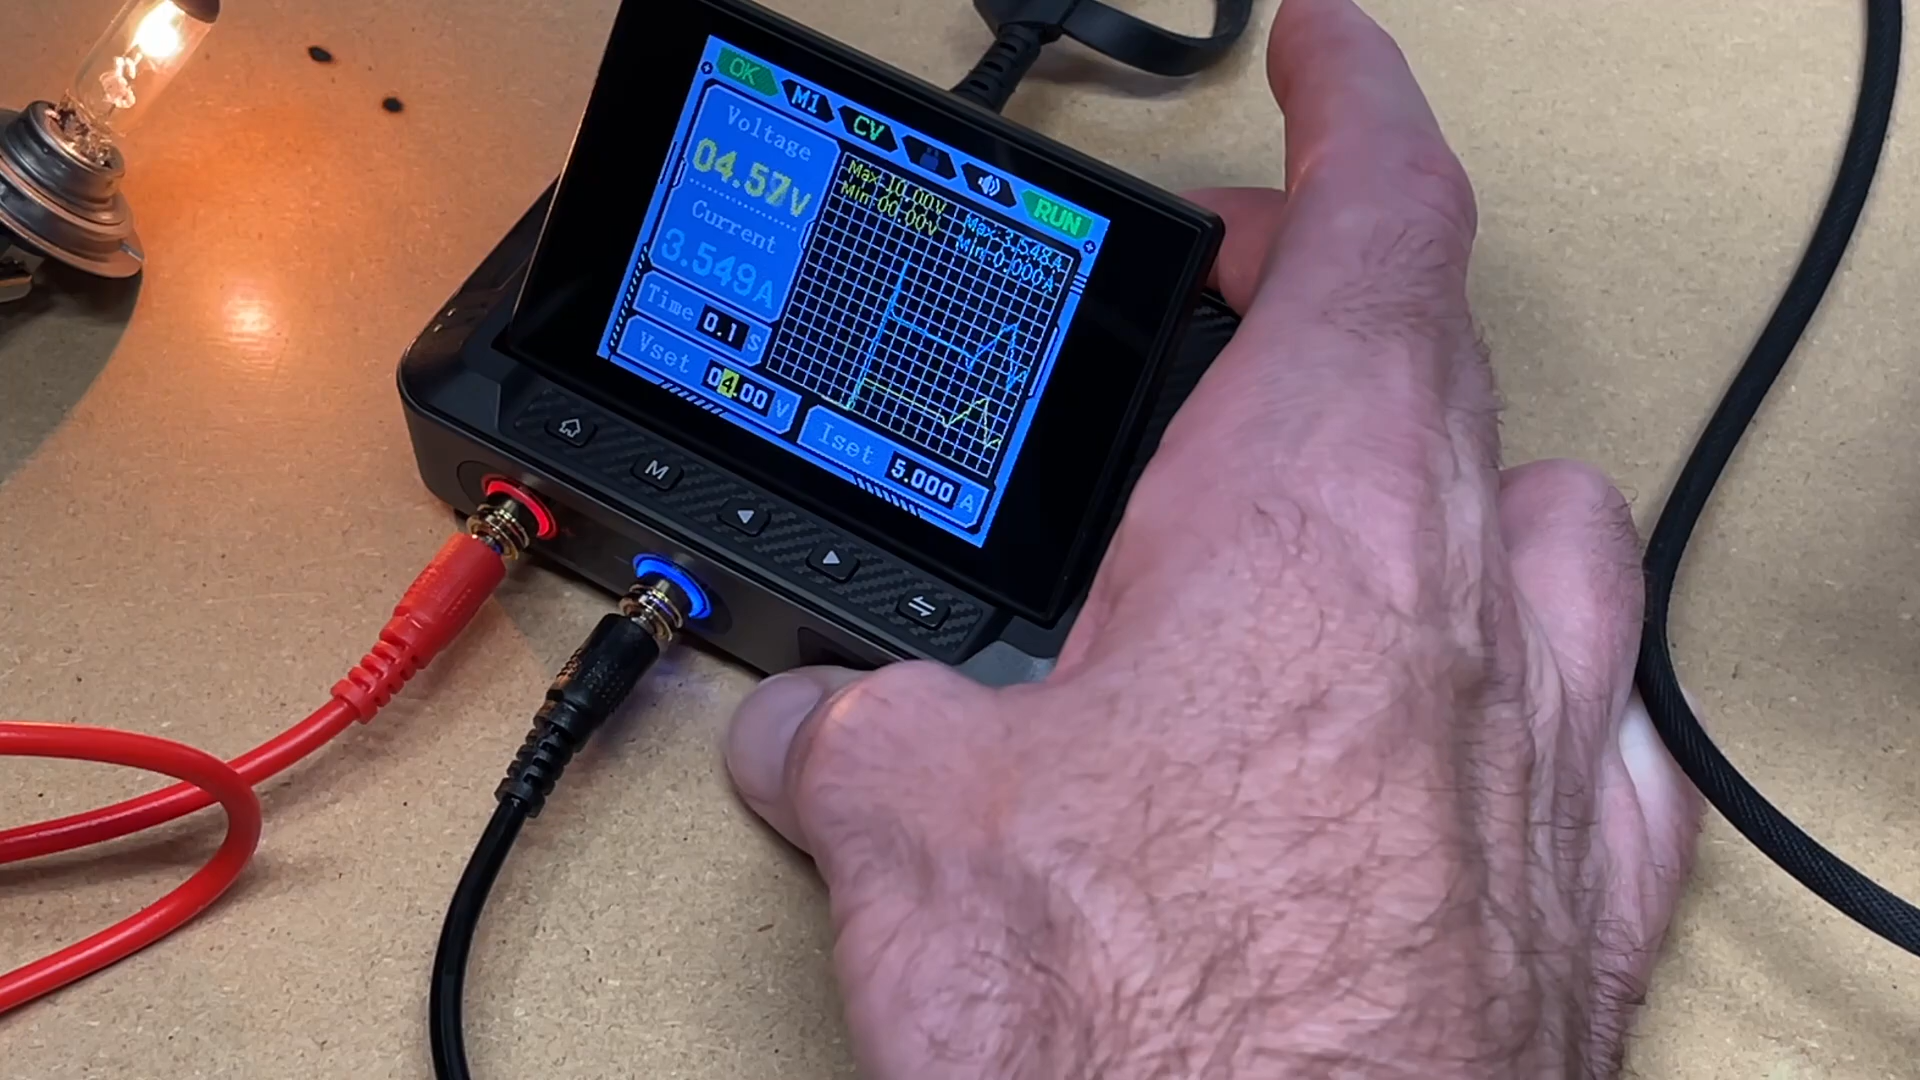 OK M1 CV RUN
Voltage
04.57V
Current
3.549A
Time 0.1 S
Vset 04.00 V
Max:10.00V
Min:00.00V
Max:3.548A
Min:0.000A
Iset 5.000 A
M